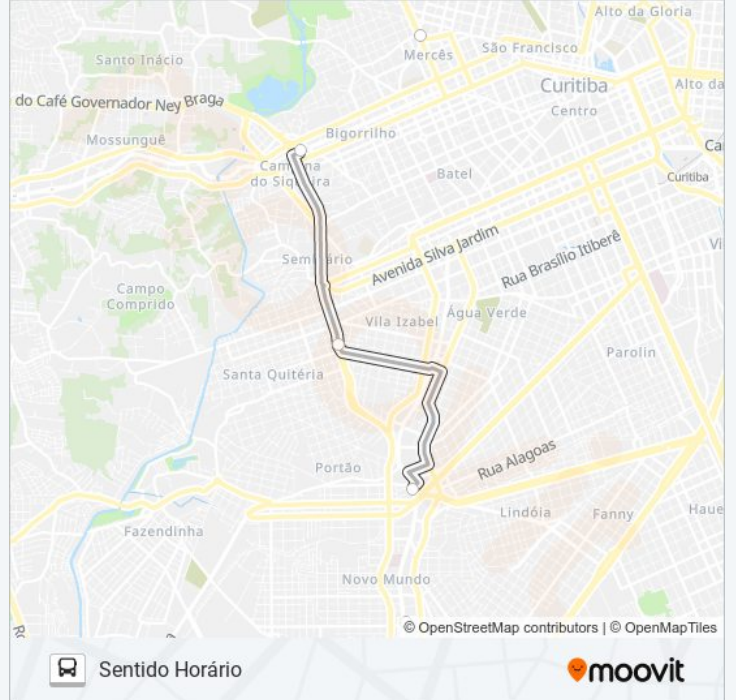 Alto da Gloria
São Francisco
Mercês
Santo Inácio
Curitiba
Alto da
Centro
do Café Governador Ney Braga
Bigorrilho
Mossunguê
Campina
do Siqueira
Batel
Curitiba
Avenida Silva Jardim
Rua Brasílio Itiberê
Seminário
Campo
Comprido
Água Verde
Vila Izabel
Parolin
Santa Quitéria
Rua Alagoas
Portão
Lindóia
Fanny
Haue
Fazendinha
Novo Mundo
© OpenStreetMap contributors | © OpenMapTiles
Sentido Horário
moovit